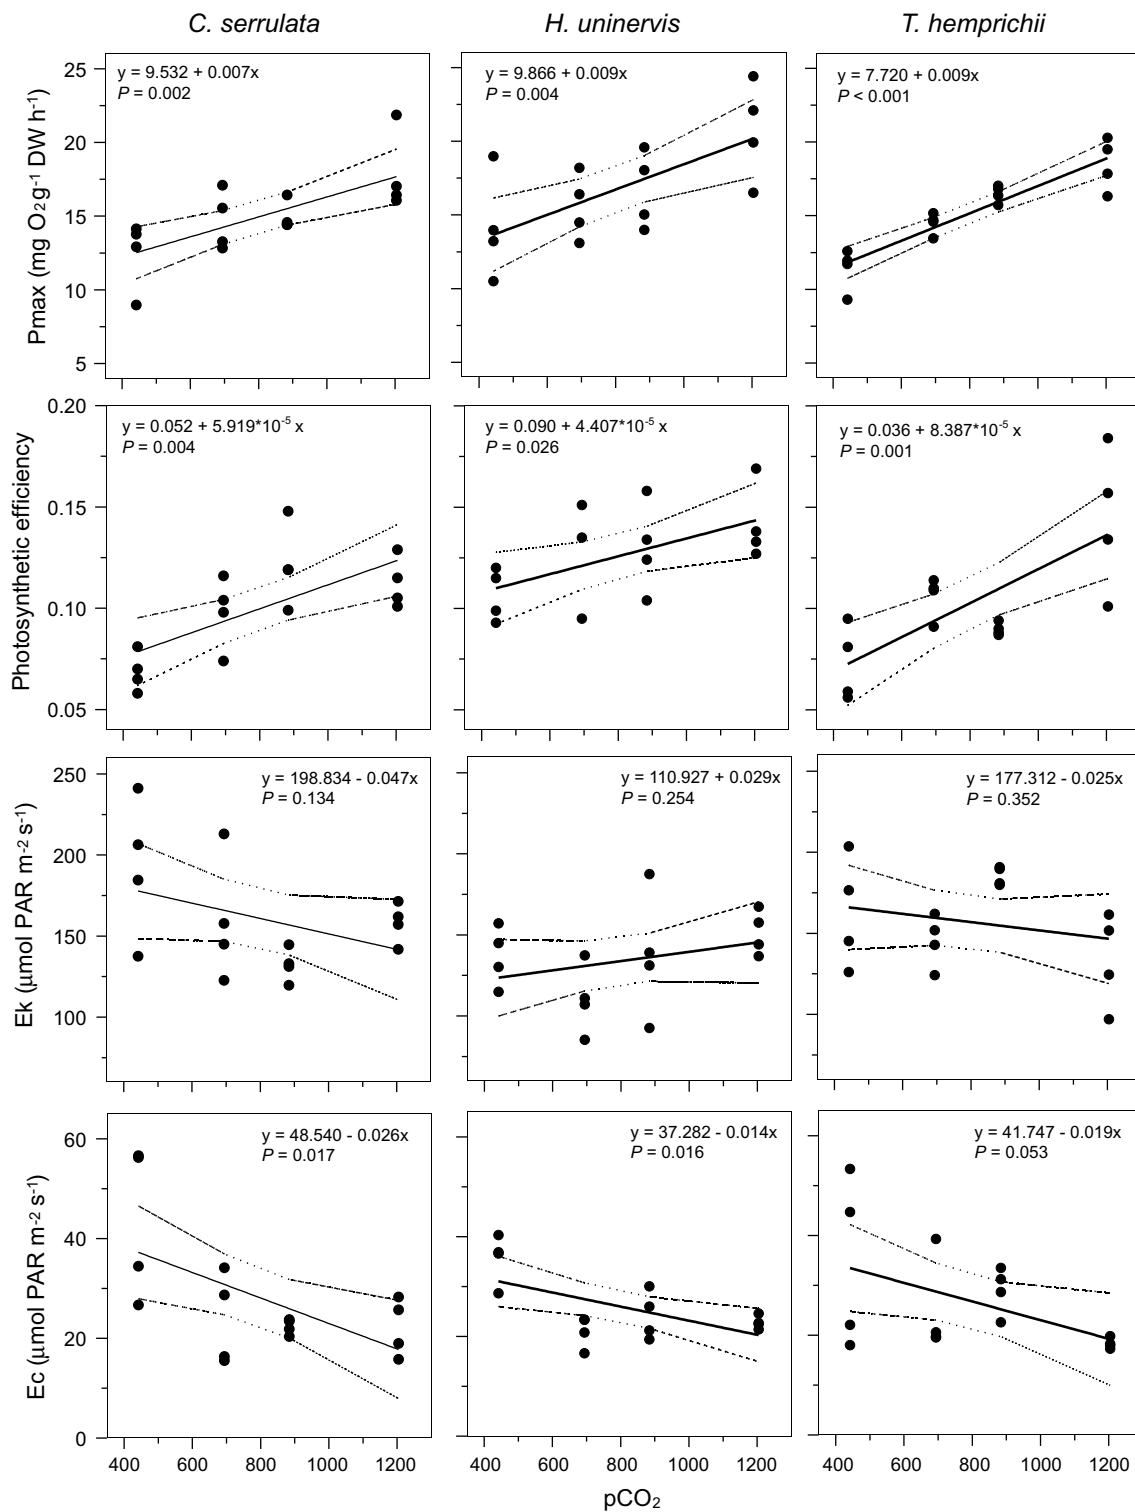 C. serrulata
H. uninervis
T. hemprichii
Pmax (mg O₂ g⁻¹ DW h⁻¹)
25
20
15
10
5
y = 9.532 + 0.007x
P = 0.002
y = 9.866 + 0.009x
P = 0.004
y = 7.720 + 0.009x
P < 0.001
Photosynthetic efficiency
0.20
0.15
0.10
0.05
y = 0.052 + 5.919*10⁻⁵ x
P = 0.004
y = 0.090 + 4.407*10⁻⁵ x
P = 0.026
y = 0.036 + 8.387*10⁻⁵ x
P = 0.001
Ek (μmol PAR m⁻² s⁻¹)
250
200
150
100
y = 198.834 - 0.047x
P = 0.134
y = 110.927 + 0.029x
P = 0.254
y = 177.312 - 0.025x
P = 0.352
Ec (μmol PAR m⁻² s⁻¹)
60
40
20
0
y = 48.540 - 0.026x
P = 0.017
y = 37.282 - 0.014x
P = 0.016
y = 41.747 - 0.019x
P = 0.053
400 600 800 1000 1200
400 600 800 1000 1200
400 600 800 1000 1200
pCO₂